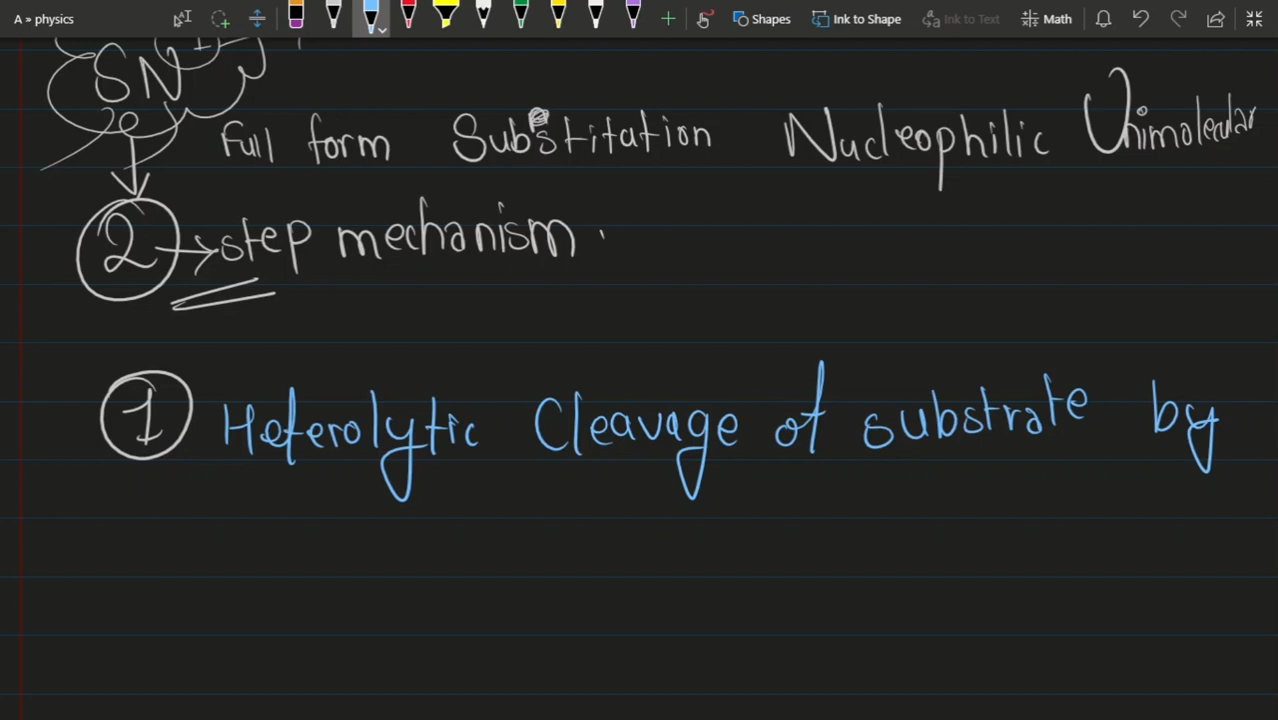 A » physics
Shapes
Ink to Shape
Ink to Text
Math
SN1
Full form Substitation Nucleophilic Unimolecular
2 → step mechanism
1 Heterolytic Cleavage of substrate by